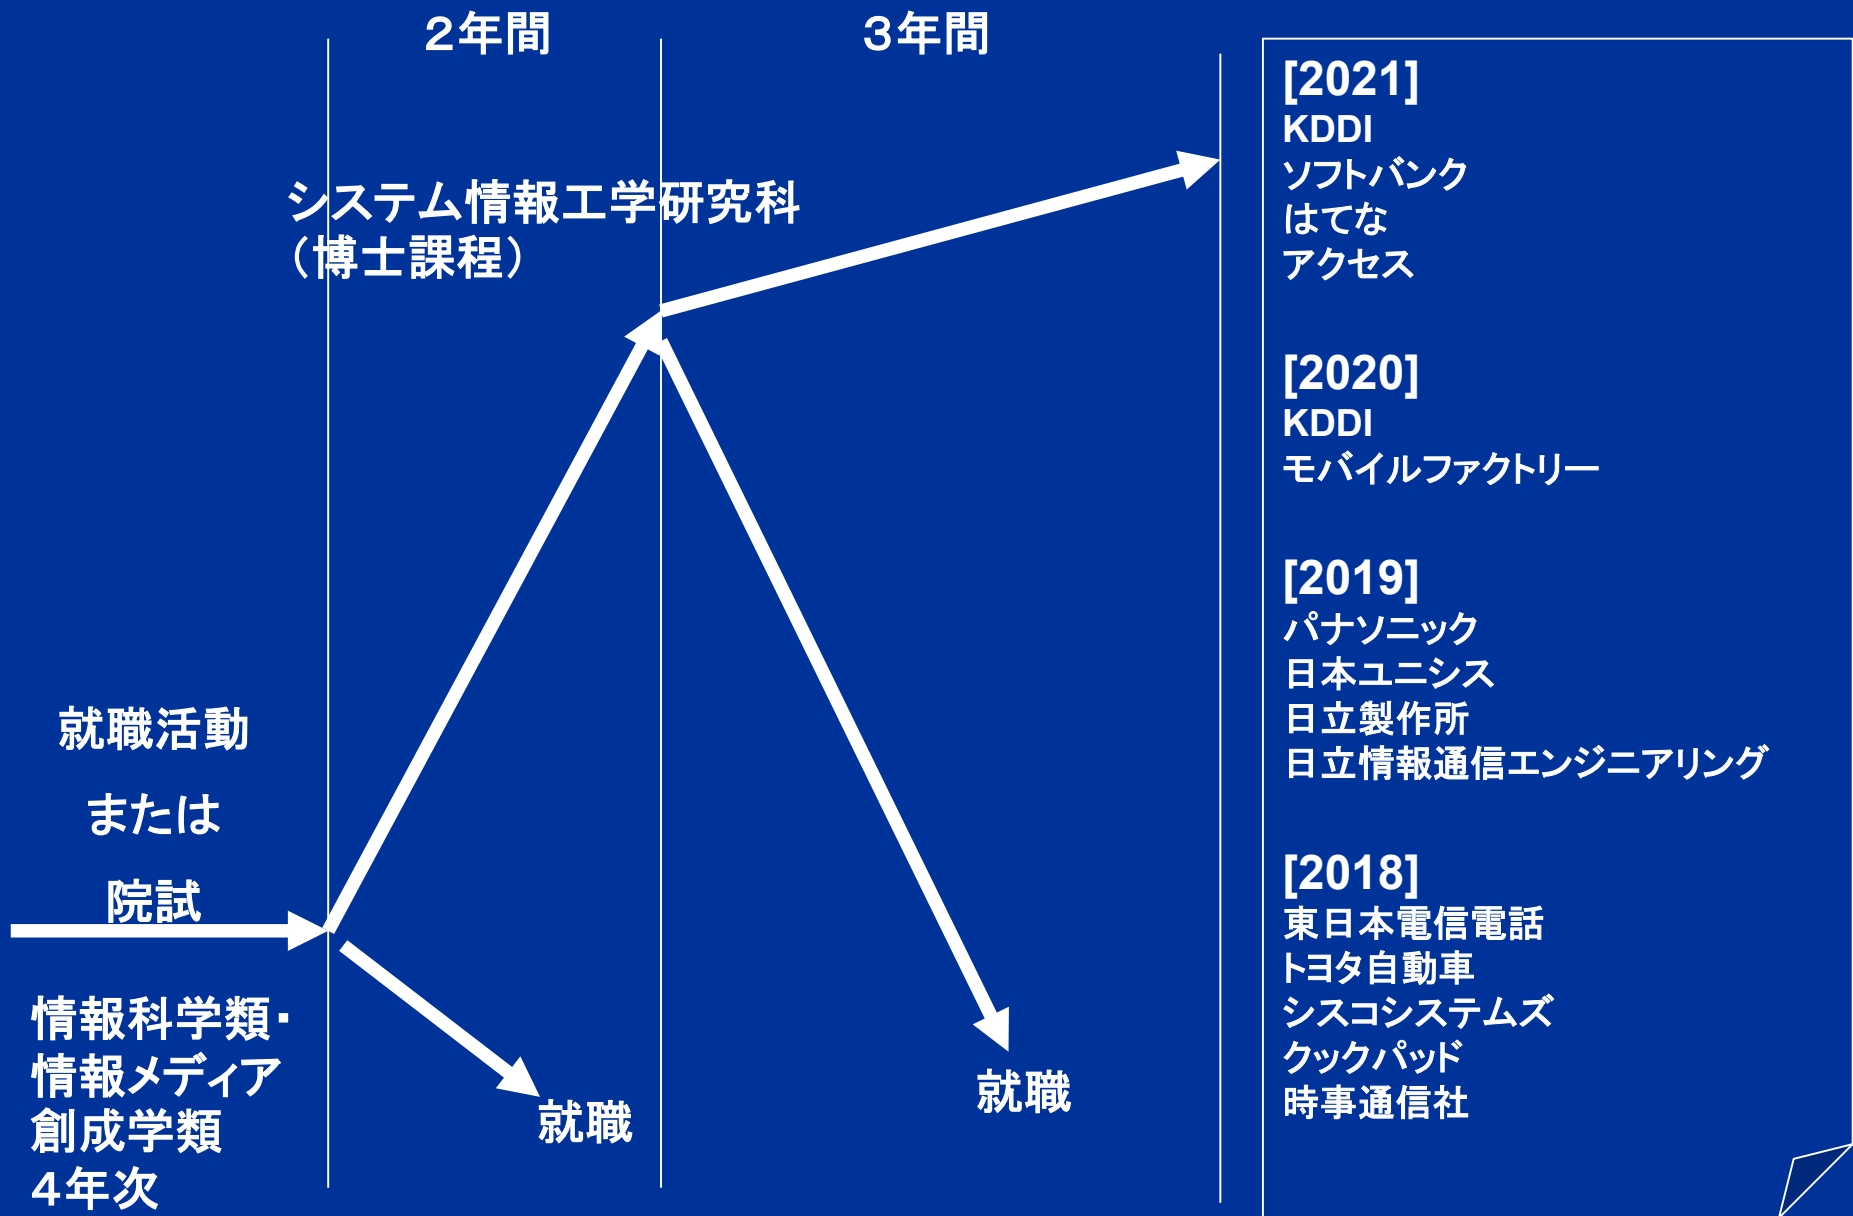 ２年間
３年間
システム情報工学研究科
（博士課程）
就職活動
または
院試
情報科学類・
情報メディア
創成学類
４年次
就職
就職
[2021]
KDDI
ソフトバンク
はてな
アクセス
[2020]
KDDI
モバイルファクトリー
[2019]
パナソニック
日本ユニシス
日立製作所
日立情報通信エンジニアリング
[2018]
東日本電信電話
トヨタ自動車
シスコシステムズ
クックパッド
時事通信社